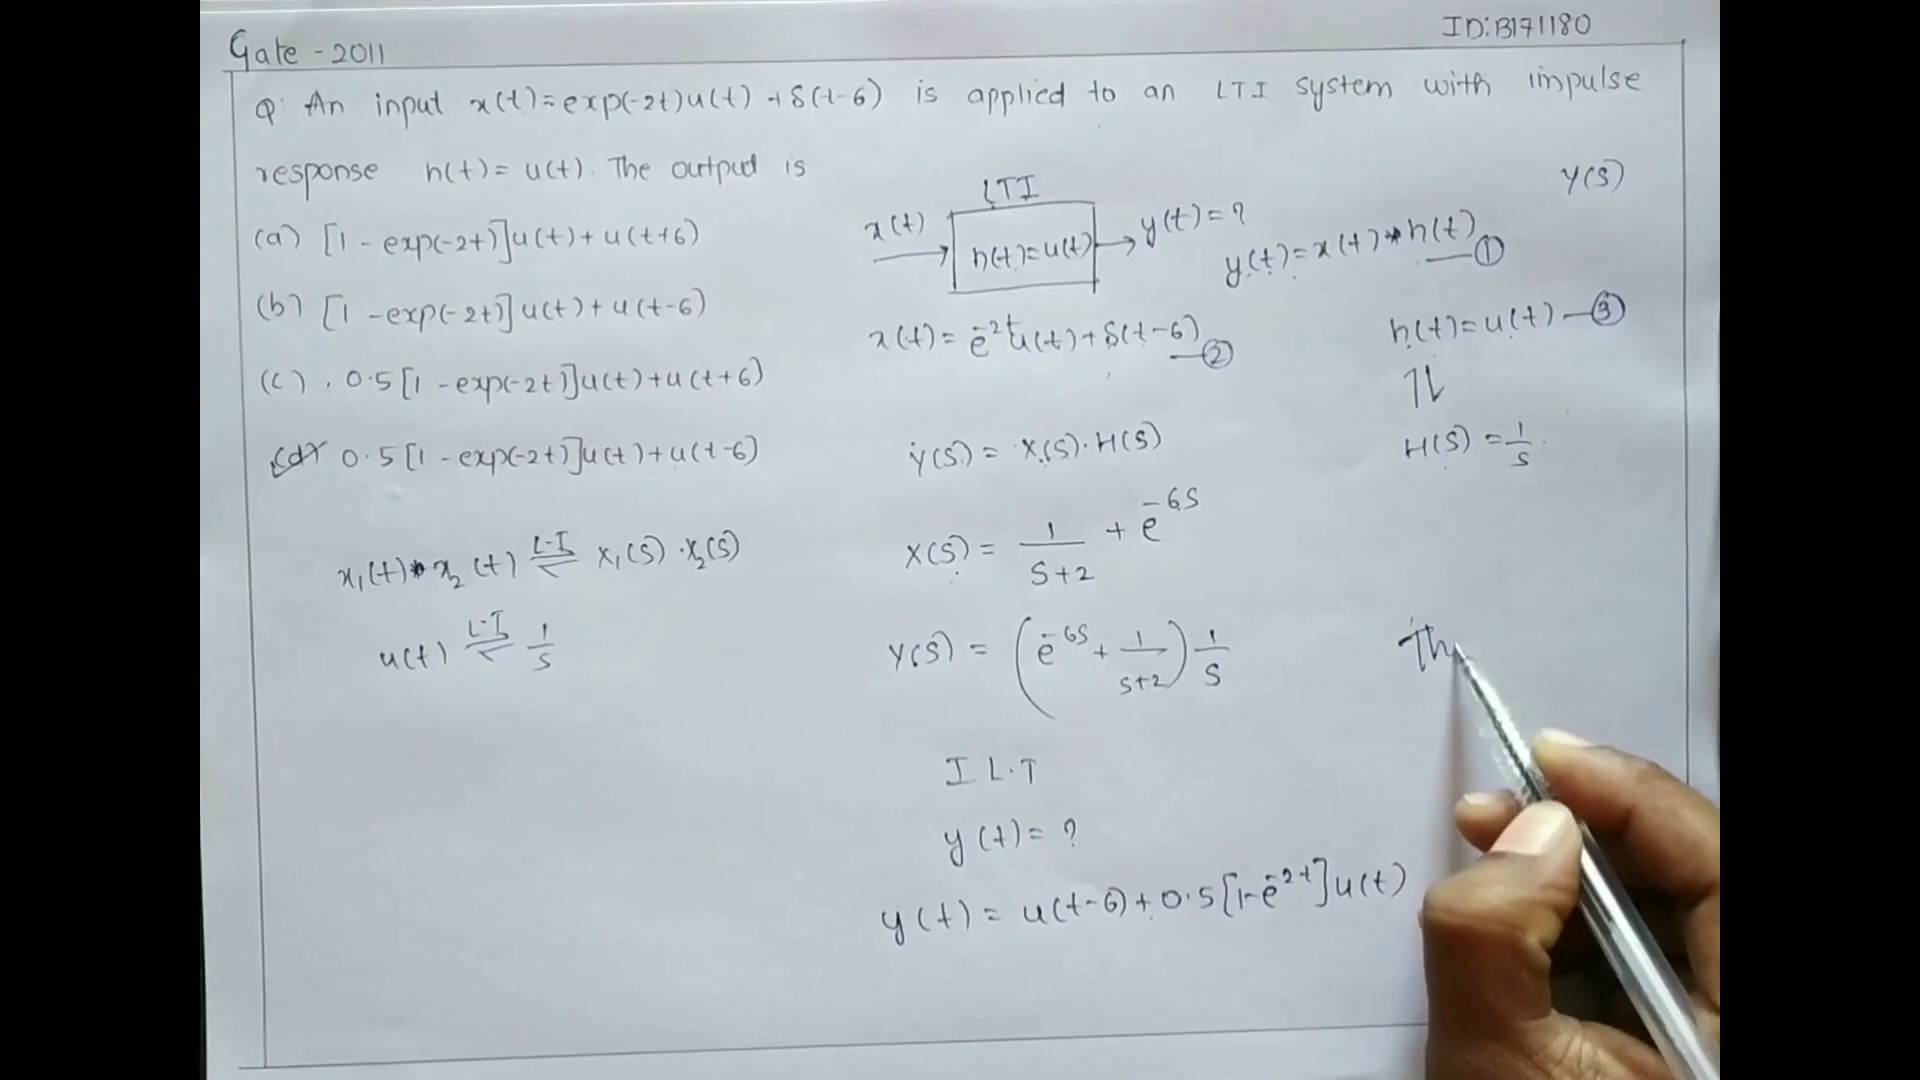 Gate - 2011
ID:B171180
Q: An input x(t)=exp(-2t)u(t)+δ(t-6) is applied to an LTI system with impulse
response h(t)=u(t). The output is
(a) [1-exp(-2t)]u(t)+u(t+6)
(b) [1-exp(-2t)]u(t)+u(t-6)
(c) 0.5[1-exp(-2t)]u(t)+u(t+6)
(d) 0.5[1-exp(-2t)]u(t)+u(t-6)
x₁(t)*x₂(t) ⇌ X₁(s).X₂(s)
L.T
u(t) ⇌ 1/s
L.T
LTI
x(t) → h(t)=u(t) → y(t)=?
Y(s)
y(t)=x(t)*h(t) —①
x(t)=e^-2t u(t)+δ(t-6) —②
h(t)=u(t) —③
H(s)=1/s
Y(s)=X(s).H(s)
X(s)=1/(s+2)+e^-6s
Y(s)=(e^-6s+1/(s+2))1/s
I L.T
y(t)=?
y(t)=u(t-6)+0.5[1-e^-2t]u(t)
Th